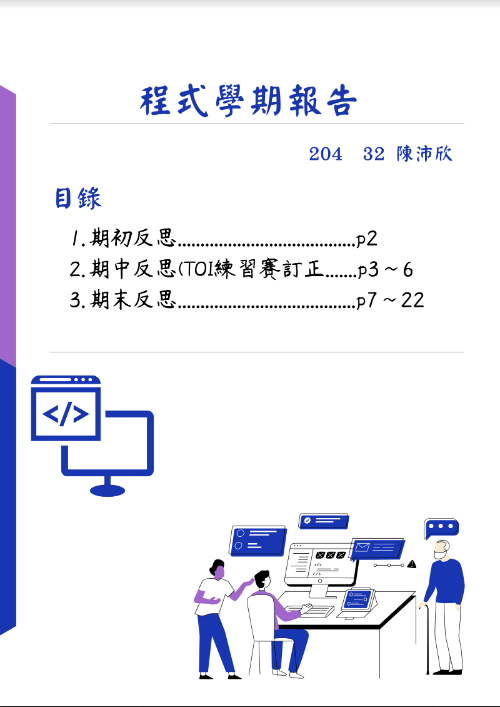 程式學期報告
204 32 陳沛欣
目錄
1.期初反思.......................................p2
2.期中反思(TOI練習賽訂正.......p3~6
3.期末反思.......................................p7~22
</>